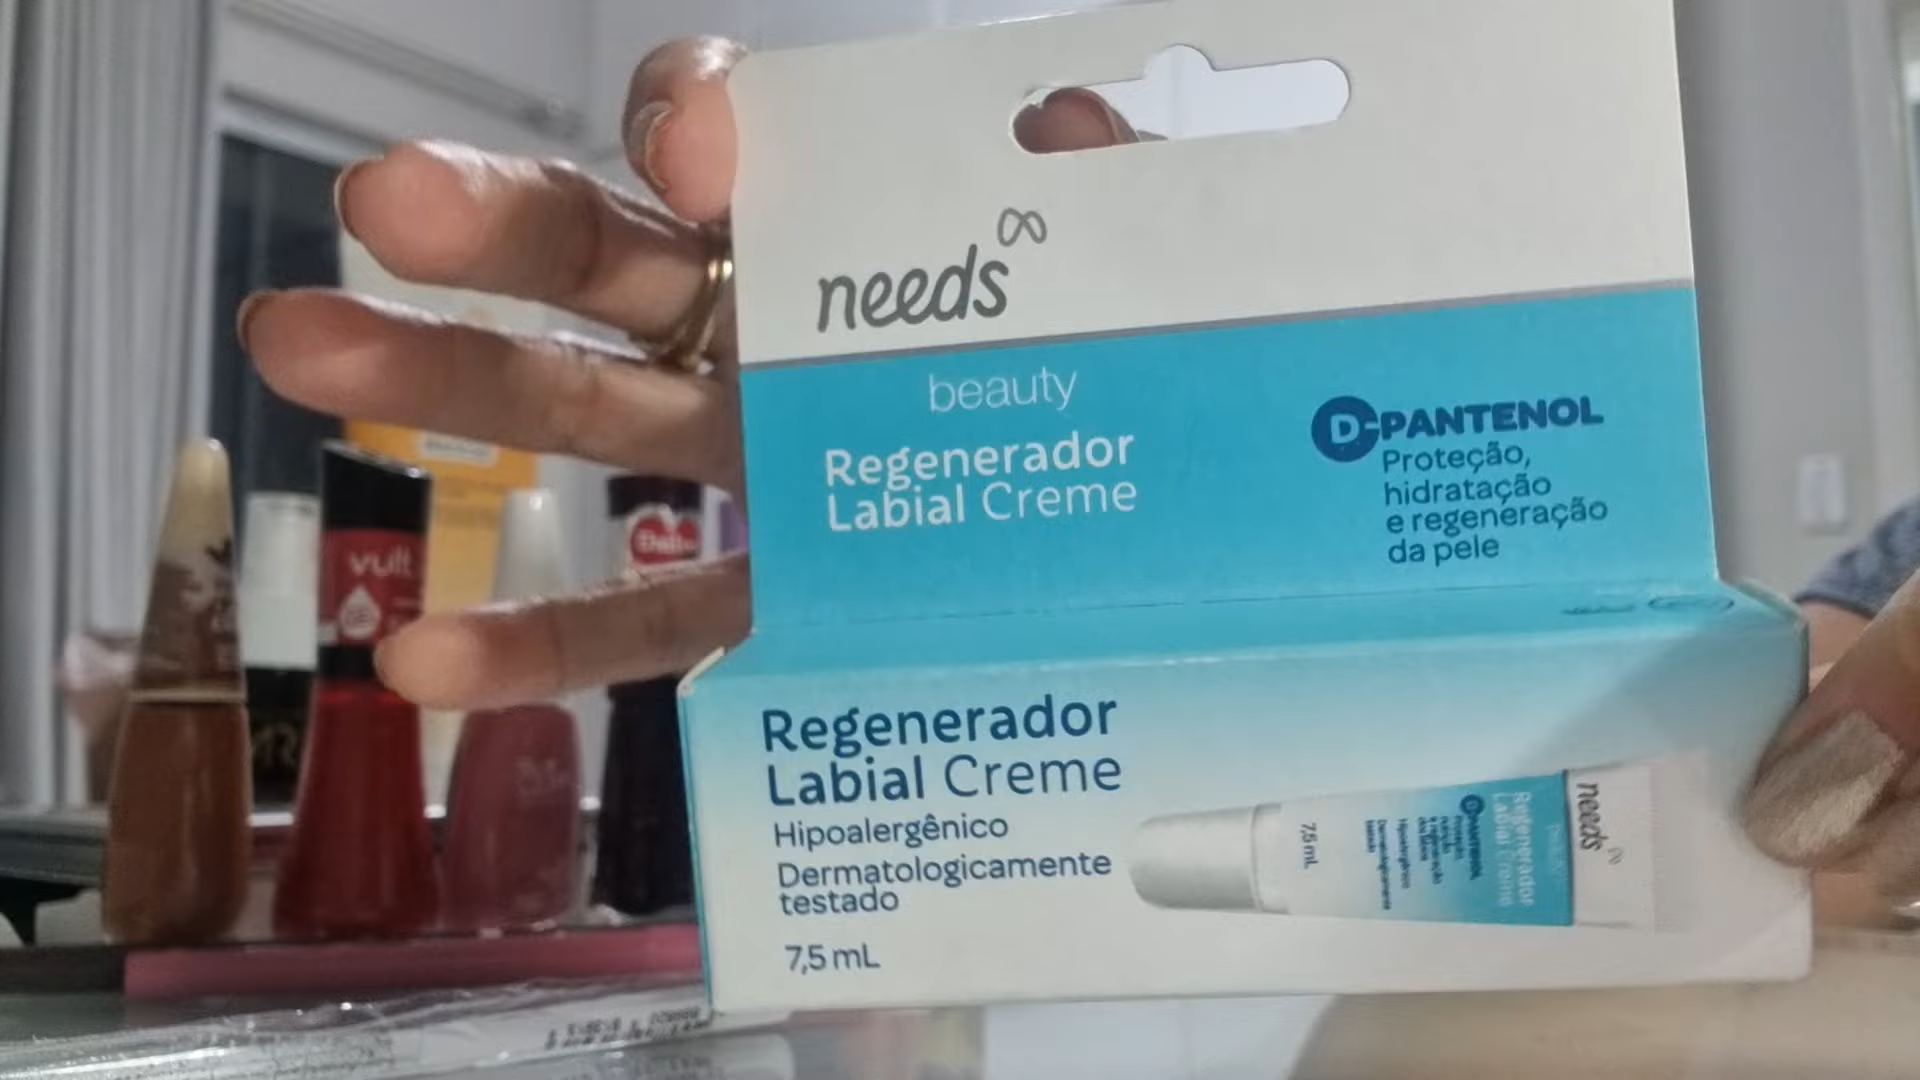 needs
beauty
Regenerador
Labial Creme
D-PANTENOL
Proteção,
hidratação
e regeneração
da pele
Regenerador
Labial Creme
Hipoalergênico
Dermatologicamente
testado
7,5 mL
needs
Regenerador
Labial Creme
7,5 mL
vult